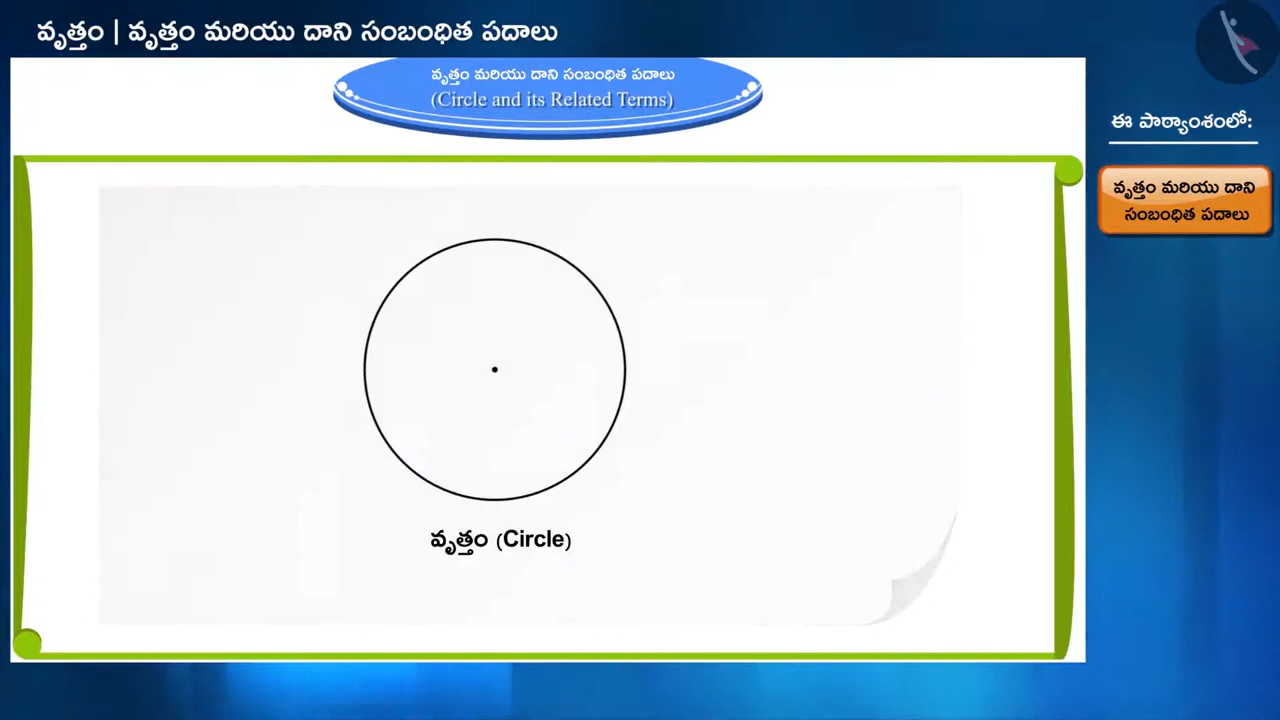 వృత్తం | వృత్తం మరియు దాని సంబంధిత పదాలు
వృత్తం మరియు దాని సంబంధిత పదాలు
(Circle and its Related Terms)
ఈ పాఠ్యాంశంలో:
వృత్తం మరియు దాని
సంబంధిత పదాలు
వృత్తం (Circle)